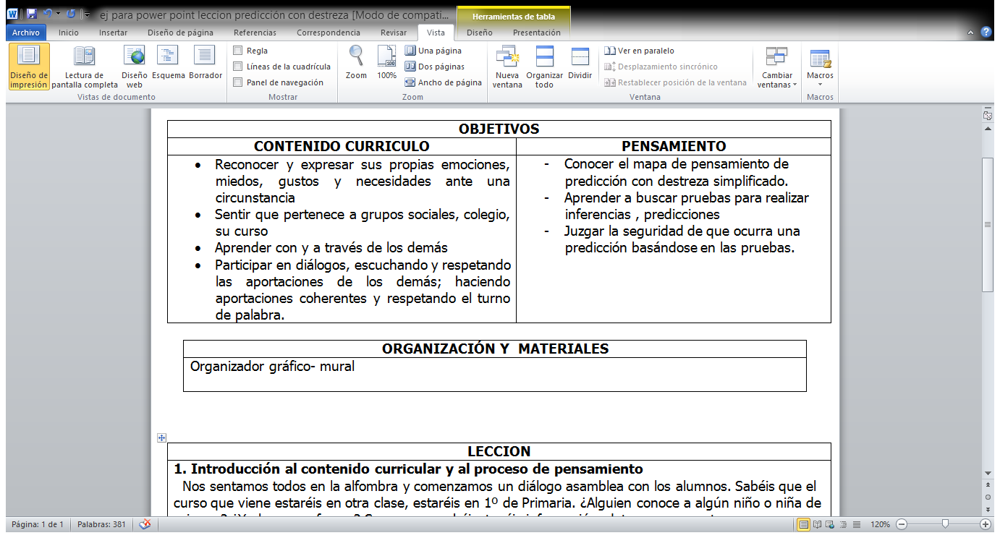 ej para power point leccion predicción con destreza [Modo de compati...
Herramientas de tabla
Archivo Inicio Insertar Diseño de página Referencias Correspondencia Revisar Vista Diseño Presentación
Diseño de impresión
Lectura de pantalla completa
Diseño web
Esquema
Borrador
Vistas de documento
Regla
Líneas de la cuadrícula
Panel de navegación
Mostrar
Zoom
100%
Una página
Dos páginas
Ancho de página
Zoom
Nueva ventana
Organizar todo
Dividir
Ver en paralelo
Desplazamiento sincrónico
Restablecer posición de la ventana
Ventana
Cambiar ventanas
Macros
Macros
OBJETIVOS
CONTENIDO CURRICULO
• Reconocer y expresar sus propias emociones,
miedos, gustos y necesidades ante una
circunstancia
• Sentir que pertenece a grupos sociales, colegio,
su curso
• Aprender con y a través de los demás
• Participar en diálogos, escuchando y respetando
las aportaciones de los demás; haciendo
aportaciones coherentes y respetando el turno
de palabra.
PENSAMIENTO
- Conocer el mapa de pensamiento de
predicción con destreza simplificado.
- Aprender a buscar pruebas para realizar
inferencias , predicciones
- Juzgar la seguridad de que ocurra una
predicción basándose en las pruebas.
ORGANIZACIÓN Y MATERIALES
Organizador gráfico- mural
LECCION
1. Introducción al contenido curricular y al proceso de pensamiento
Nos sentamos todos en la alfombra y comenzamos un diálogo asamblea con los alumnos. Sabéis que el
curso que viene estaréis en otra clase, estaréis en 1º de Primaria. ¿Alguien conoce a algún niño o niña de
Página: 1 de 1 Palabras: 381 120%